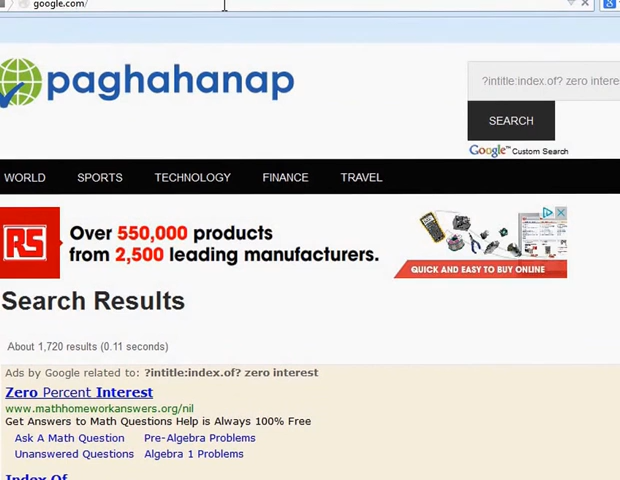 google.com/
paghahanap
?intitle:index.of? zero intere
SEARCH
Google™ Custom Search
WORLD SPORTS TECHNOLOGY FINANCE TRAVEL
RS
Over 550,000 products
from 2,500 leading manufacturers.
QUICK AND EASY TO BUY ONLINE
Search Results
About 1,720 results (0.11 seconds)
Ads by Google related to: ?intitle:index.of? zero interest
Zero Percent Interest
www.mathhomeworkanswers.org/nil
Get Answers to Math Questions Help is Always 100% Free
Ask A Math Question Pre-Algebra Problems
Unanswered Questions Algebra 1 Problems
Index Of